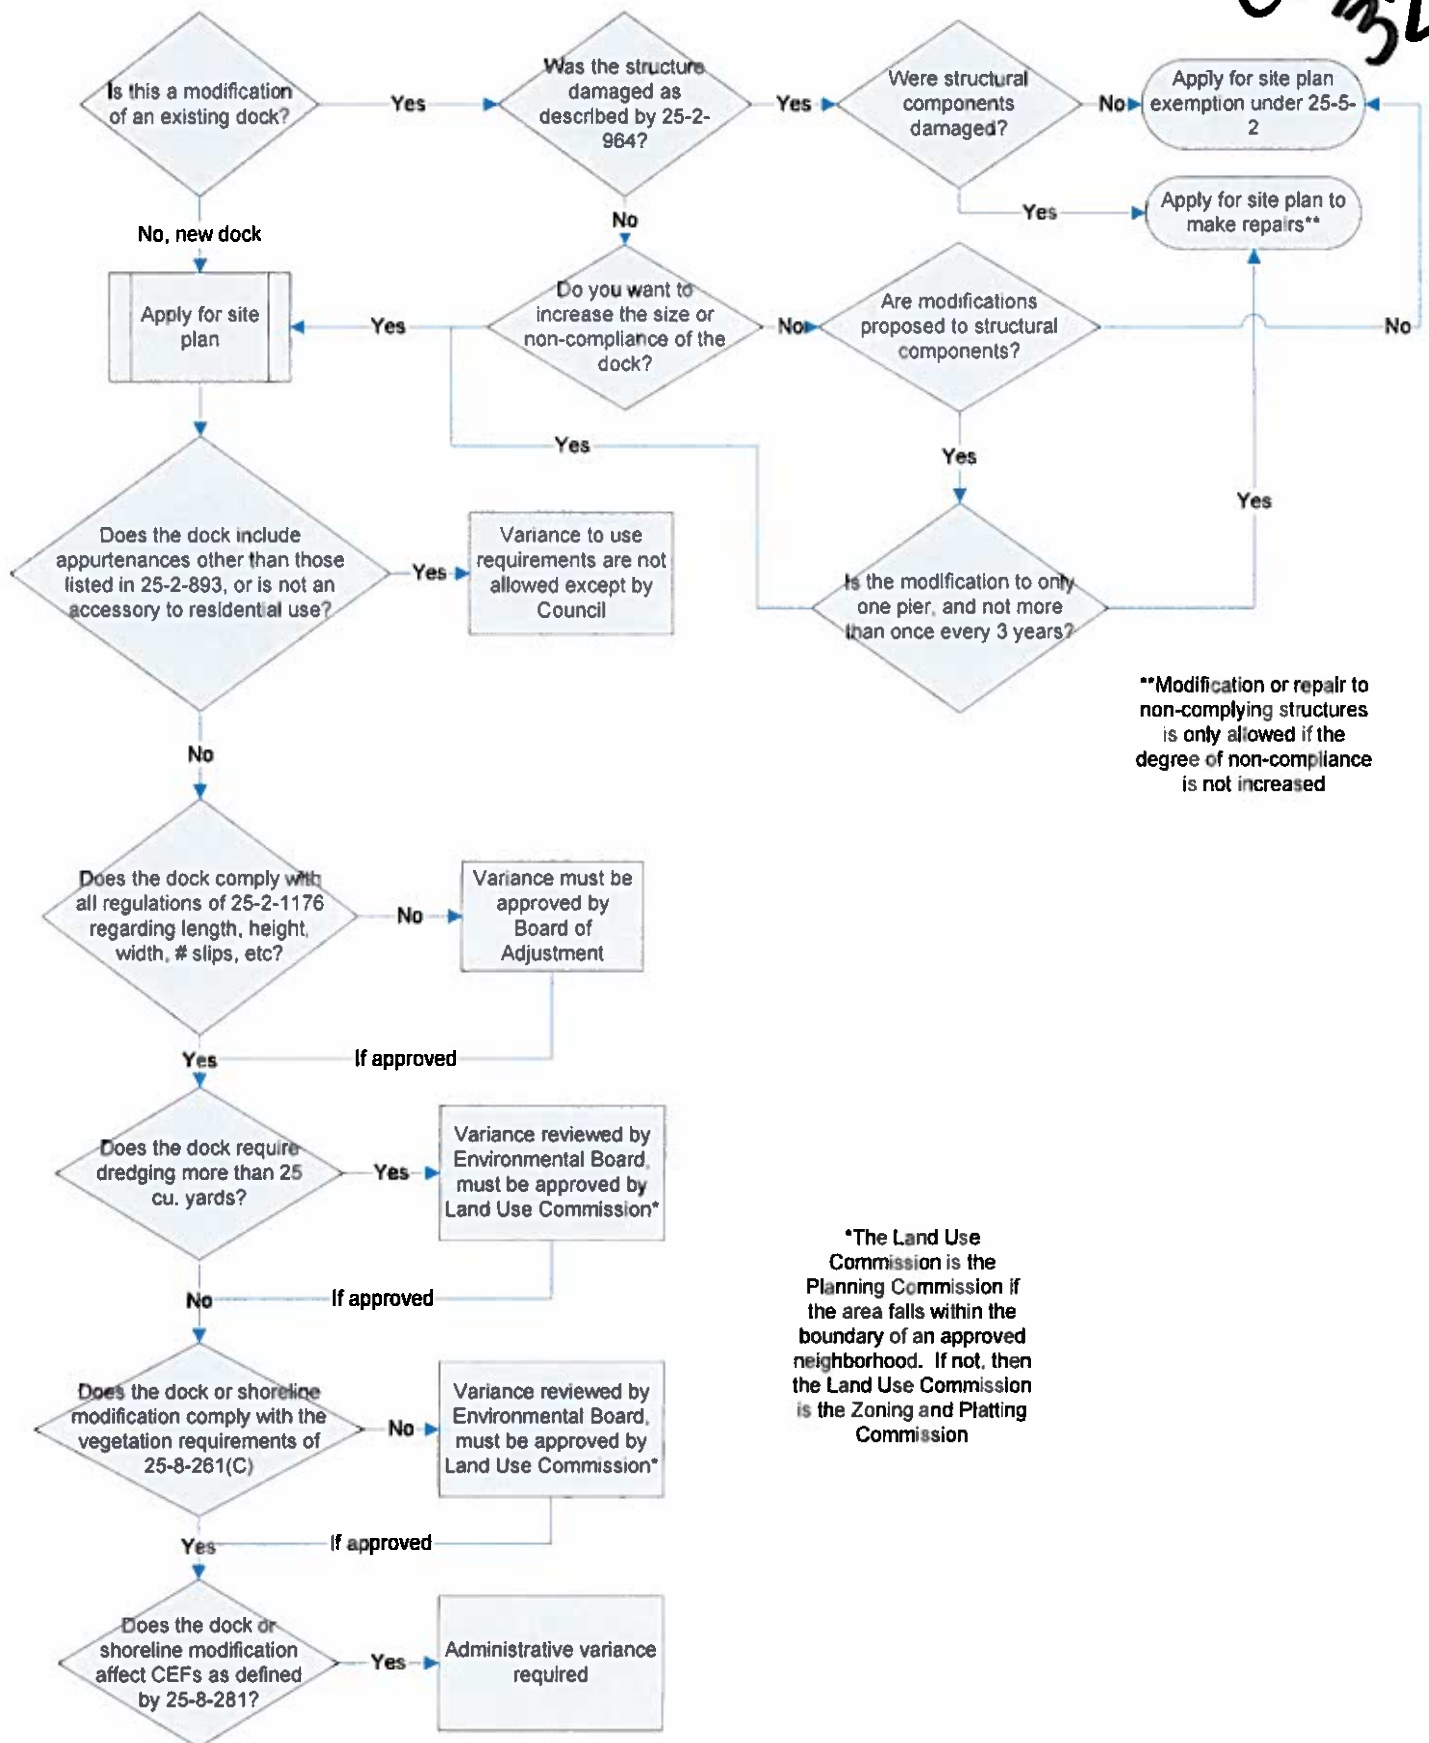 Is this a modification
of an existing dock?
Yes
Was the structure
damaged as
described by 25-2-
964?
Yes
Were structural
components
damaged?
No
Apply for site plan
exemption under 25-5-
2
Yes
Apply for site plan to
make repairs**
No, new dock
No
Apply for site
plan
Yes
Do you want to
increase the size or
non-compliance of the
dock?
No
Are modifications
proposed to structural
components?
No
Yes
Yes
Yes
Does the dock include
appurtenances other than those
listed in 25-2-893, or is not an
accessory to residential use?
Yes
Variance to use
requirements are not
allowed except by
Council
Is the modification to only
one pier, and not more
than once every 3 years?
**Modification or repair to
non-complying structures
is only allowed if the
degree of non-compliance
is not increased
No
Does the dock comply with
all regulations of 25-2-1176
regarding length, height,
width, # slips, etc?
No
Variance must be
approved by
Board of
Adjustment
Yes
If approved
Does the dock require
dredging more than 25
cu. yards?
Yes
Variance reviewed by
Environmental Board,
must be approved by
Land Use Commission*
No
If approved
*The Land Use
Commission is the
Planning Commission if
the area falls within the
boundary of an approved
neighborhood. If not, then
the Land Use Commission
is the Zoning and Platting
Commission
Does the dock or shoreline
modification comply with the
vegetation requirements of
25-8-261(C)
No
Variance reviewed by
Environmental Board,
must be approved by
Land Use Commission*
Yes
If approved
Does the dock or
shoreline modification
affect CEFs as defined
by 25-8-281?
Yes
Administrative variance
required